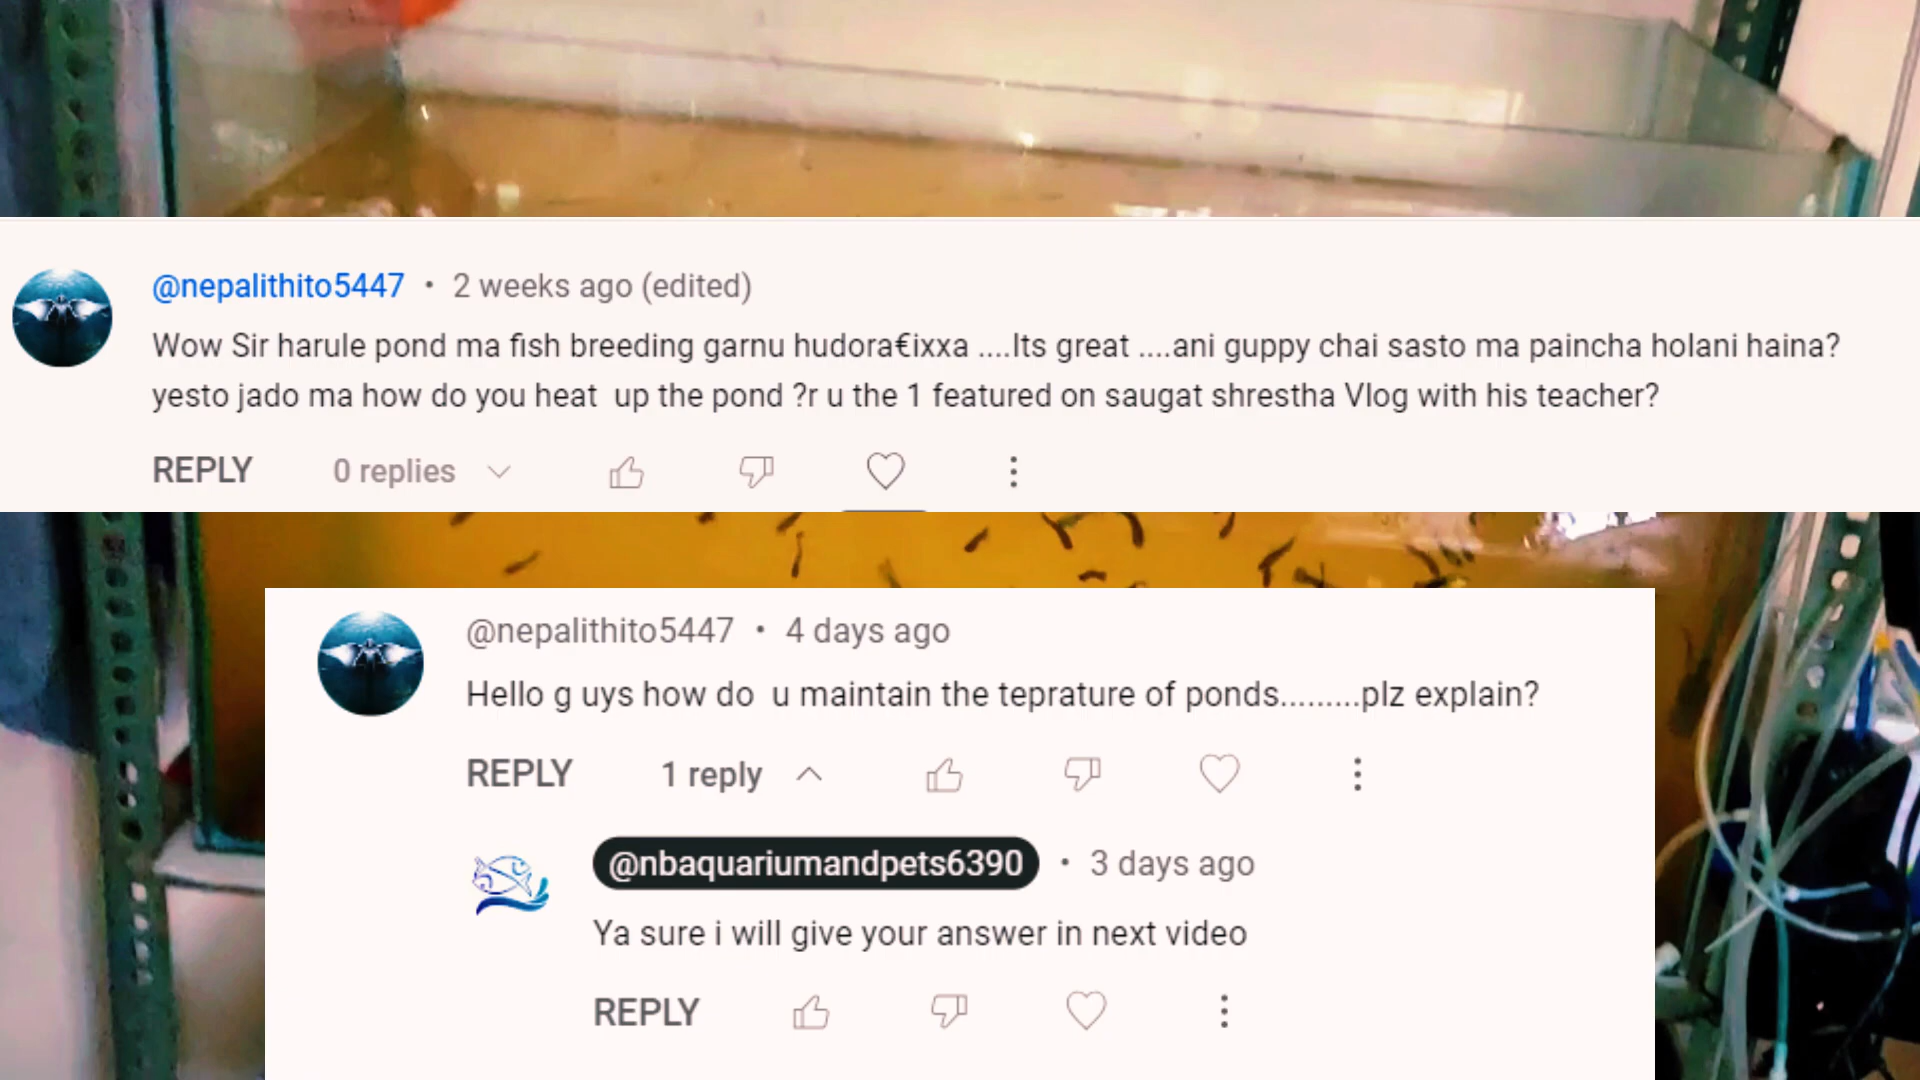 @nepalithito5447 • 2 weeks ago (edited)
Wow Sir harule pond ma fish breeding garnu hudora€ixxa ....Its great ....ani guppy chai sasto ma paincha holani haina?
yesto jado ma how do you heat  up the pond ?r u the 1 featured on saugat shrestha Vlog with his teacher?
REPLY 0 replies
@nepalithito5447 • 4 days ago
Hello g uys how do  u maintain the teprature of ponds.........plz explain?
REPLY 1 reply
@nbaquariumandpets6390 • 3 days ago
Ya sure i will give your answer in next video
REPLY